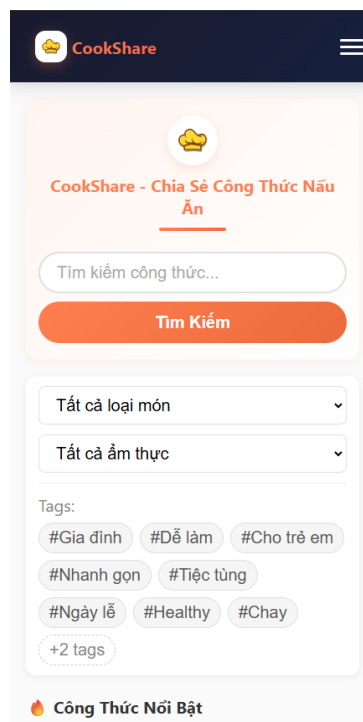 CookShare
CookShare - Chia Sẻ Công Thức Nấu
Ăn
Tìm kiếm công thức...
Tìm Kiếm
Tất cả loại món
Tất cả ẩm thực
Tags:
#Gia đình #Dễ làm #Cho trẻ em
#Nhanh gọn #Tiệc tùng
#Ngày lễ #Healthy #Chay
+2 tags
Công Thức Nổi Bật